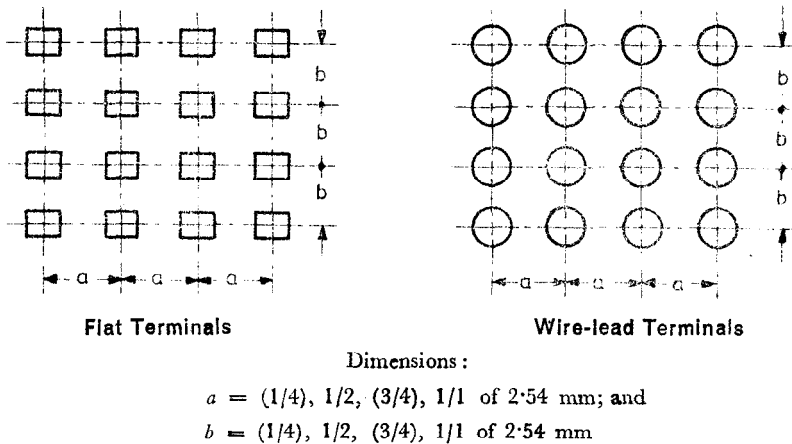 b
b
b
a a a
Flat Terminals
b
b
b
a a a
Wire-lead Terminals
Dimensions :
a = (1/4), 1/2, (3/4), 1/1 of 2·54 mm; and
b = (1/4), 1/2, (3/4), 1/1 of 2·54 mm